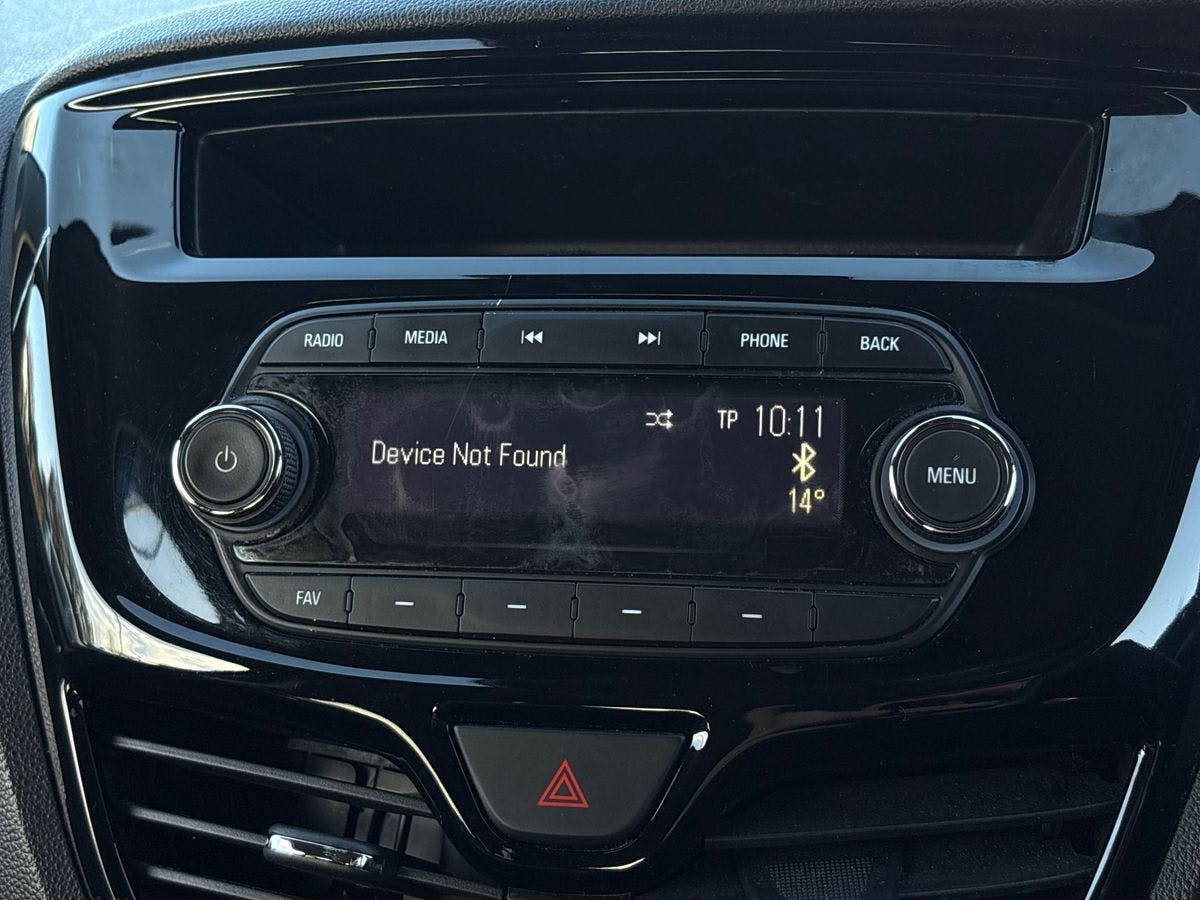 RADIO MEDIA PHONE BACK
TP 10:11
Device Not Found
14°
MENU
FAV